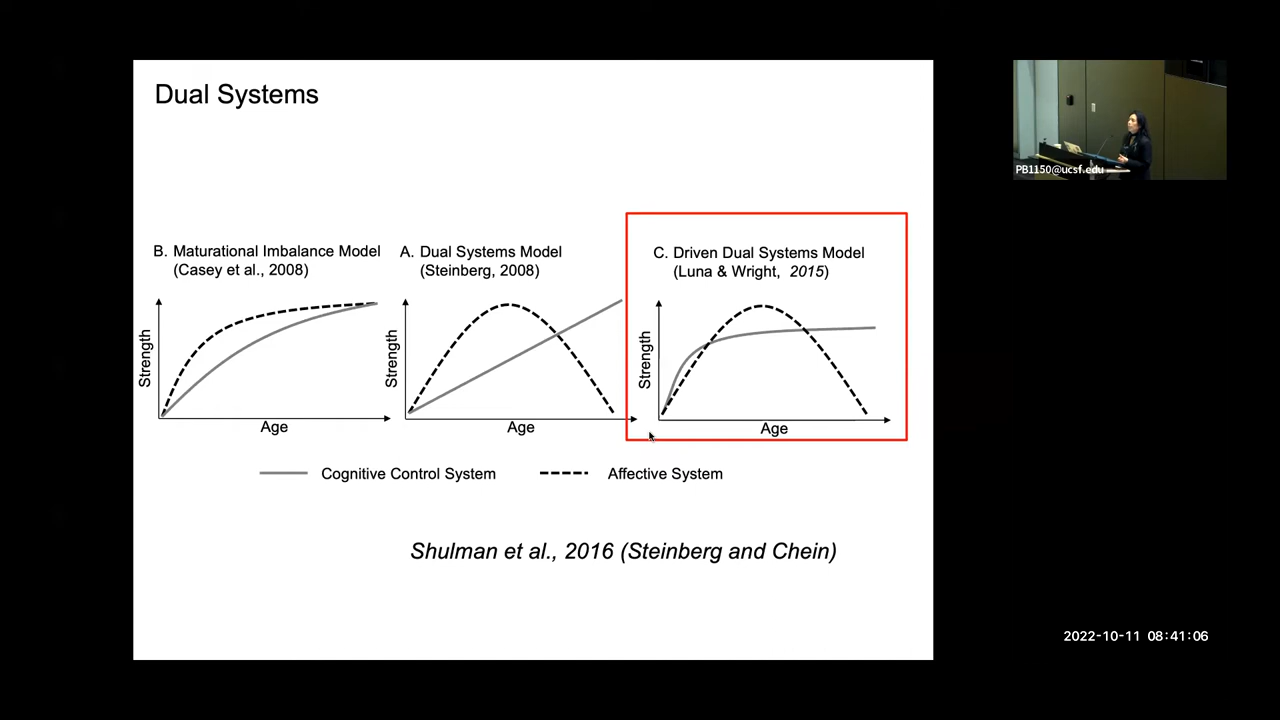 Dual Systems
B. Maturational Imbalance Model
(Casey et al., 2008)
Strength
Age
A. Dual Systems Model
(Steinberg, 2008)
Strength
Age
C. Driven Dual Systems Model
(Luna & Wright, 2015)
Strength
Age
Cognitive Control System
Affective System
Shulman et al., 2016 (Steinberg and Chein)
PB1150@ucsf.edu
2022-10-11 08:41:06